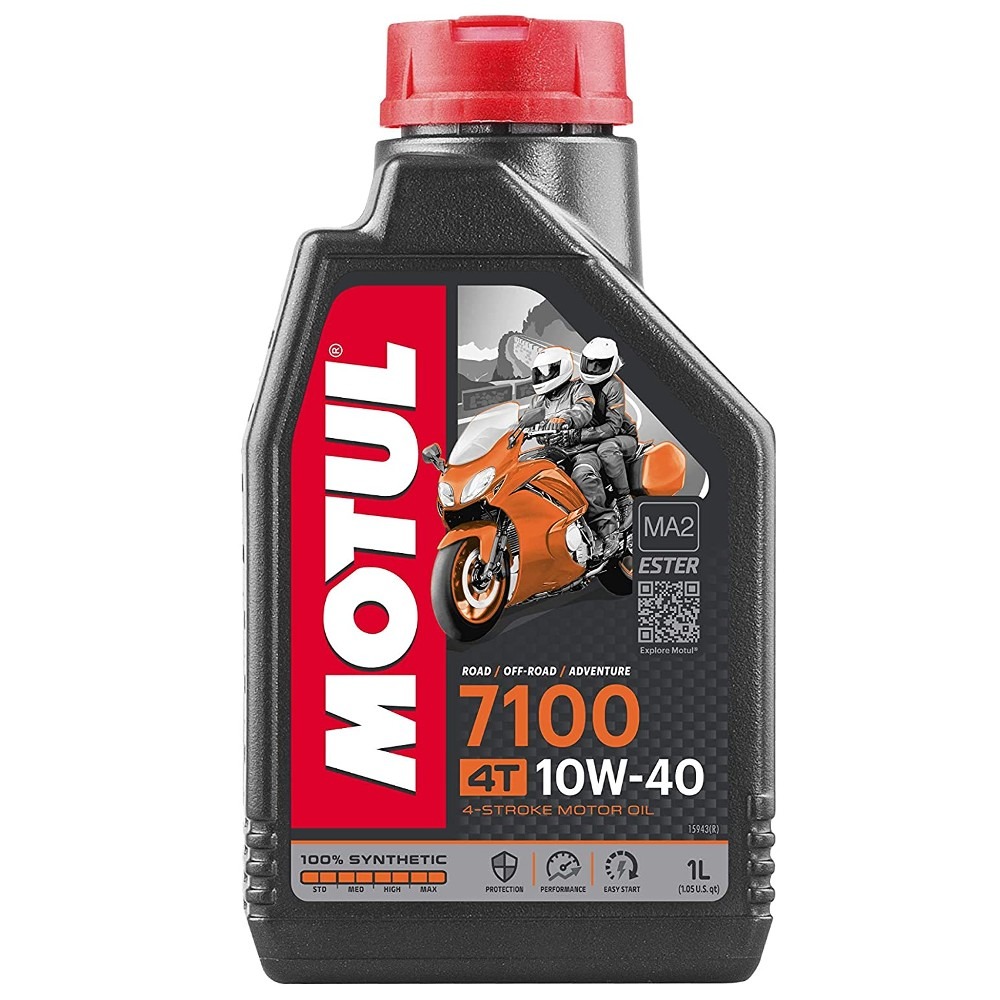 MOTUL®
MA2
ESTER
Explore Motul®
ROAD / OFF-ROAD / ADVENTURE
7100
4T 10W-40
4-STROKE MOTOR OIL
15943(R)
100% SYNTHETIC
STD MED HIGH MAX
PROTECTION PERFORMANCE EASY START
1L
(1.05 U.S. qt)